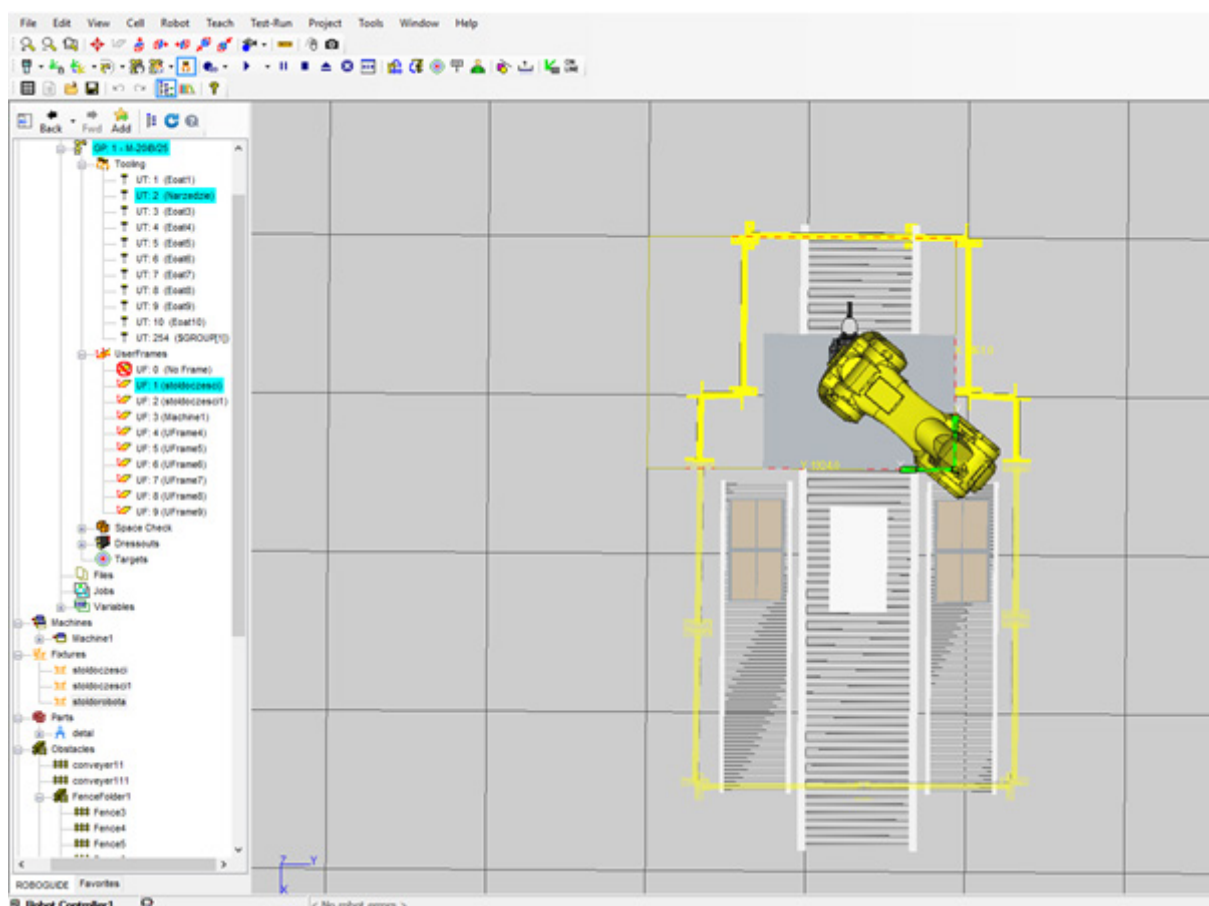 File Edit View Cell Robot Teach Test-Run Project Tools Window Help
Back Fwd Add
GP: 1 - M-20iB/25
Tooling
UT: 1 (Eoat1)
UT: 2 (Narzedzie)
UT: 3 (Eoat3)
UT: 4 (Eoat4)
UT: 5 (Eoat5)
UT: 6 (Eoat6)
UT: 7 (Eoat7)
UT: 8 (Eoat8)
UT: 9 (Eoat9)
UT: 10 (Eoat10)
UT: 254 ($GROUP[1])
UserFrames
UF: 0 (No Frame)
UF: 1 (stoldoczesci)
UF: 2 (stoldoczesci1)
UF: 3 (Machine1)
UF: 4 (UFrame4)
UF: 5 (UFrame5)
UF: 6 (UFrame6)
UF: 7 (UFrame7)
UF: 8 (UFrame8)
UF: 9 (UFrame9)
Space Check
Dressouts
Targets
Files
Jobs
Variables
Machines
Machine1
Fixtures
stoldoczesci
stoldoczesci1
stoldorobota
Parts
detal
Obstacles
conveyer11
conveyer111
FenceFolder1
Fence3
Fence4
Fence5
ROBOGUIDE Favorites
Robot Controller1
< No robot errors >
Z Y
X